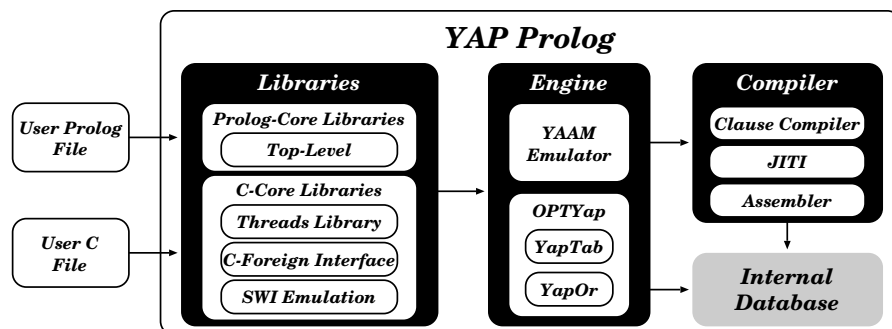 YAP Prolog
User Prolog
File
User C
File
Libraries
Prolog-Core Libraries
Top-Level
C-Core Libraries
Threads Library
C-Foreign Interface
SWI Emulation
Engine
YAAM
Emulator
OPTYap
YapTab
YapOr
Compiler
Clause Compiler
JITI
Assembler
Internal
Database